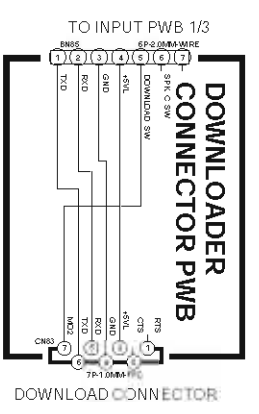 TO INPUT PWB 1/3
BN85
6P-2.0MM-WIRE
1 2 3 4 5 6 7
TXD
RXD
GND
+5VL
DOWNLOAD SW
SPK C SW
DOWNLOADER
CONNECTOR PWB
MO2
TXD
RXD
GND
+5VL
CTS
RTS
CN83
7
1
6
7P-1.0MM-
DOWNLOAD CONNECTOR